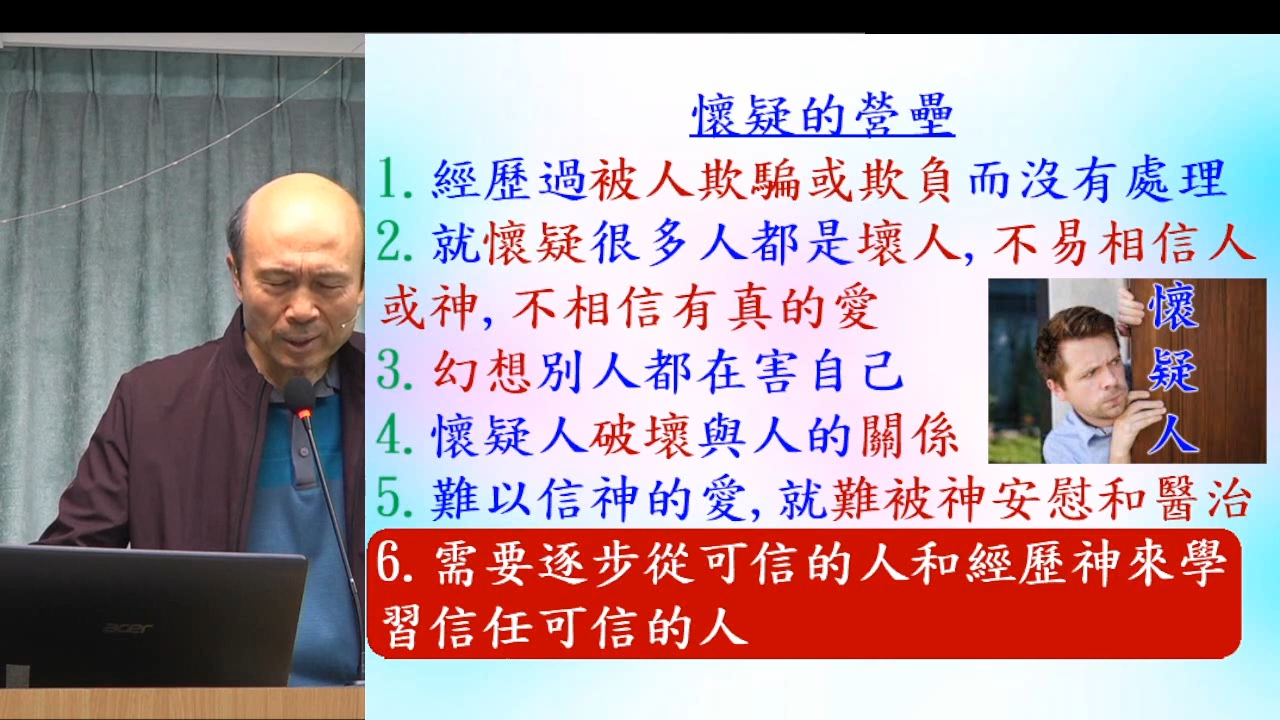 懷疑的營壘
1. 經歷過被人欺騙或欺負而沒有處理
2. 就懷疑很多人都是壞人, 不易相信人
或神, 不相信有真的愛
3. 幻想別人都在害自己
4. 懷疑人破壞與人的關係
5. 難以信神的愛, 就難被神安慰和醫治
6. 需要逐步從可信的人和經歷神來學
習信任可信的人
懷
疑
人
acer